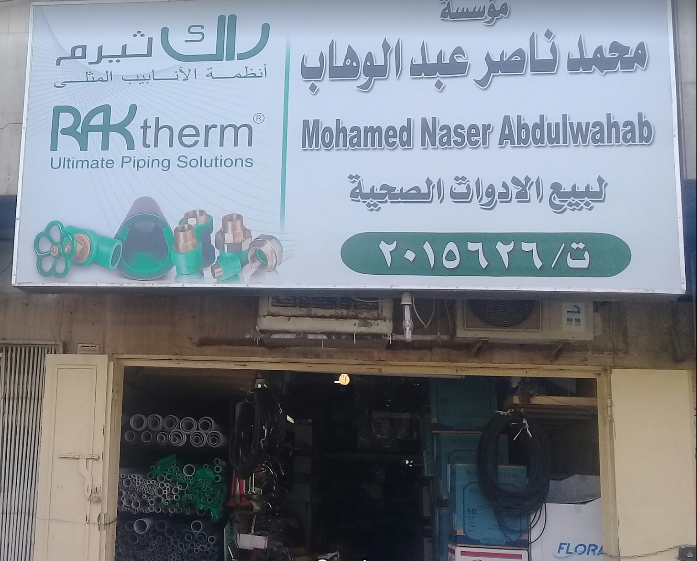 مؤسسة
محمد ناصر عبد الوهاب
Mohamed Naser Abdulwahab
لبيع الادوات الصحية
ت/٢٠١٥٦٢٦
راك ثيرم
أنظمة الأنابيب المثلى
RAKtherm®
Ultimate Piping Solutions
50
FLORA